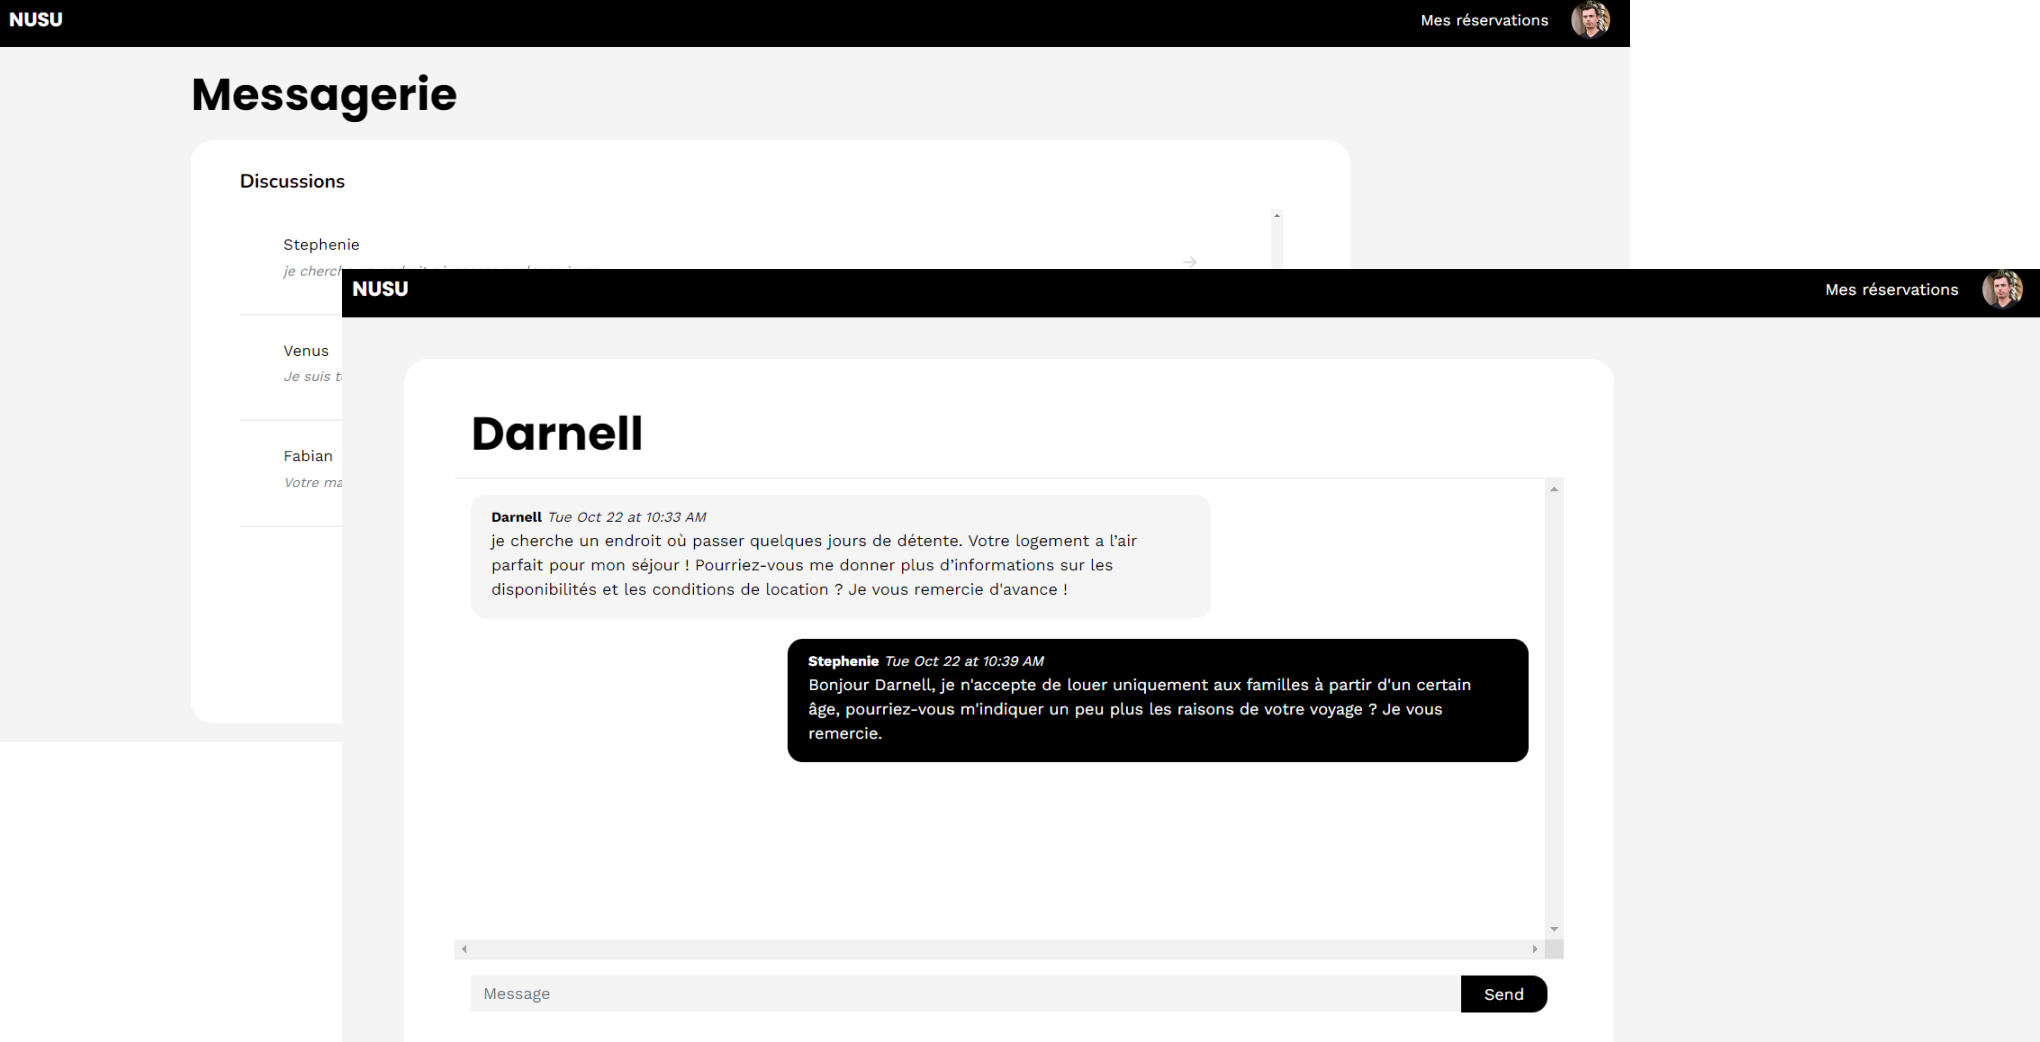 NUSU
Mes réservations
Messagerie
Discussions
Stephenie
je cherch
Venus
Je suis t
Fabian
Votre ma
NUSU
Mes réservations
Darnell
Darnell Tue Oct 22 at 10:33 AM
je cherche un endroit où passer quelques jours de détente. Votre logement a l’air
parfait pour mon séjour ! Pourriez-vous me donner plus d’informations sur les
disponibilités et les conditions de location ? Je vous remercie d'avance !
Stephenie Tue Oct 22 at 10:39 AM
Bonjour Darnell, je n'accepte de louer uniquement aux familles à partir d'un certain
âge, pourriez-vous m'indiquer un peu plus les raisons de votre voyage ? Je vous
remercie.
Message
Send